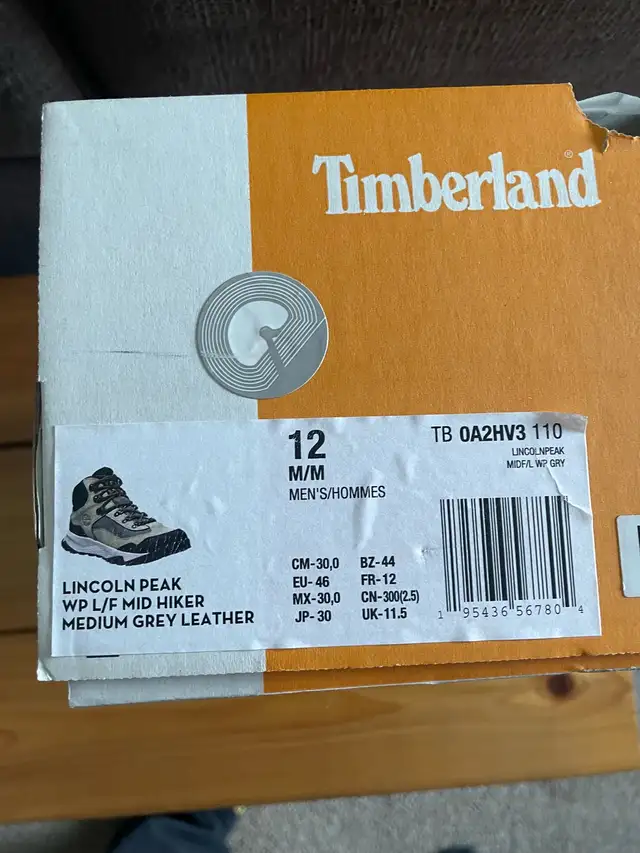 Timberland®
12
M/M
MEN'S/HOMMES
TB 0A2HV3 110
LINCOLNPEAK
MIDF/L WP GRY
LINCOLN PEAK
WP L/F MID HIKER
MEDIUM GREY LEATHER
CM-30,0 BZ-44
EU- 46 FR-12
MX-30,0 CN-300(2.5)
JP- 30 UK-11.5
1 95436 56780 4